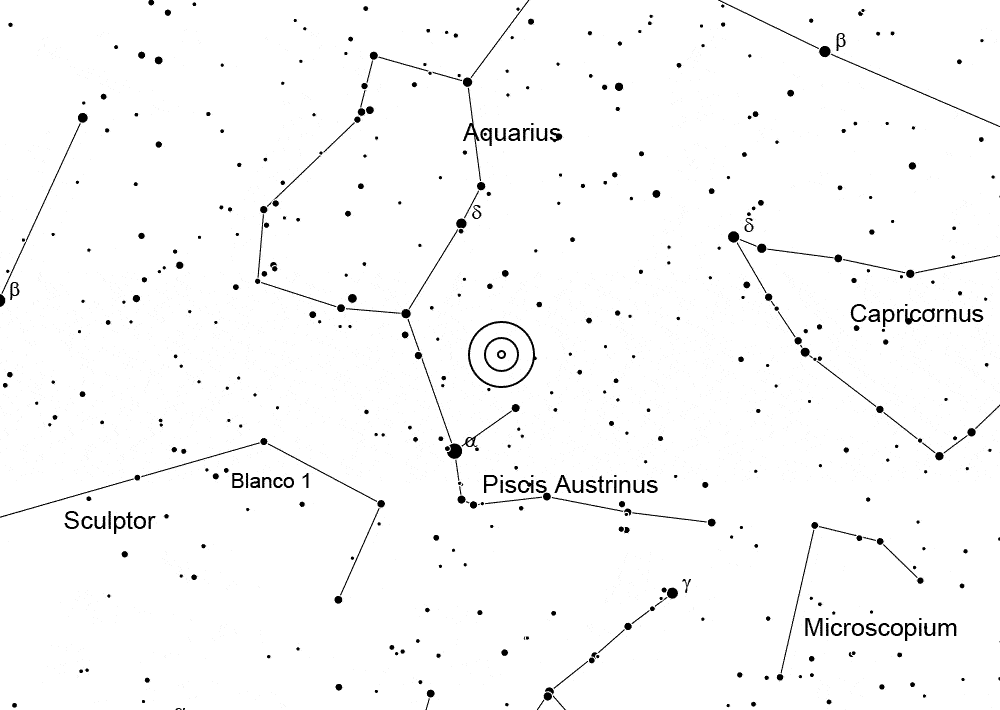 β
Aquarius
δ
δ
β
Capricornus
α
Blanco 1
Piscis Austrinus
Sculptor
γ
Microscopium